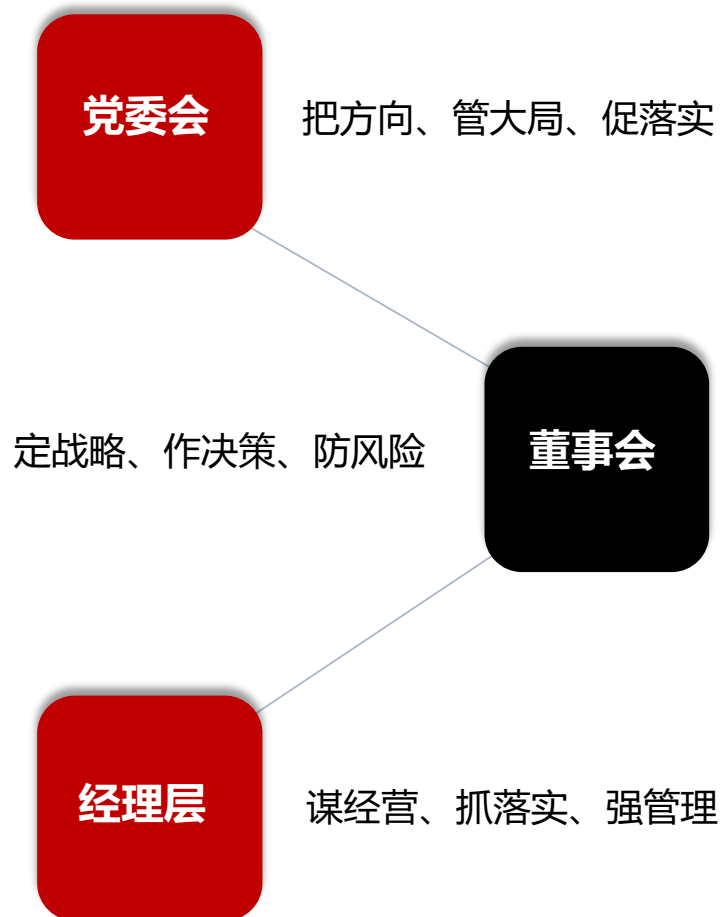 党委会
把方向、管大局、促落实
定战略、作决策、防风险
董事会
经理层
谋经营、抓落实、强管理